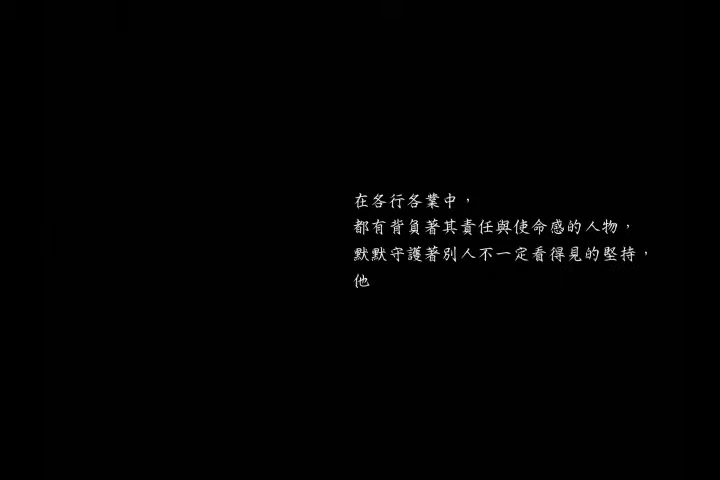 在各行各業中，
都有背負著其責任與使命感的人物，
默默守護著別人不一定看得見的堅持，
他